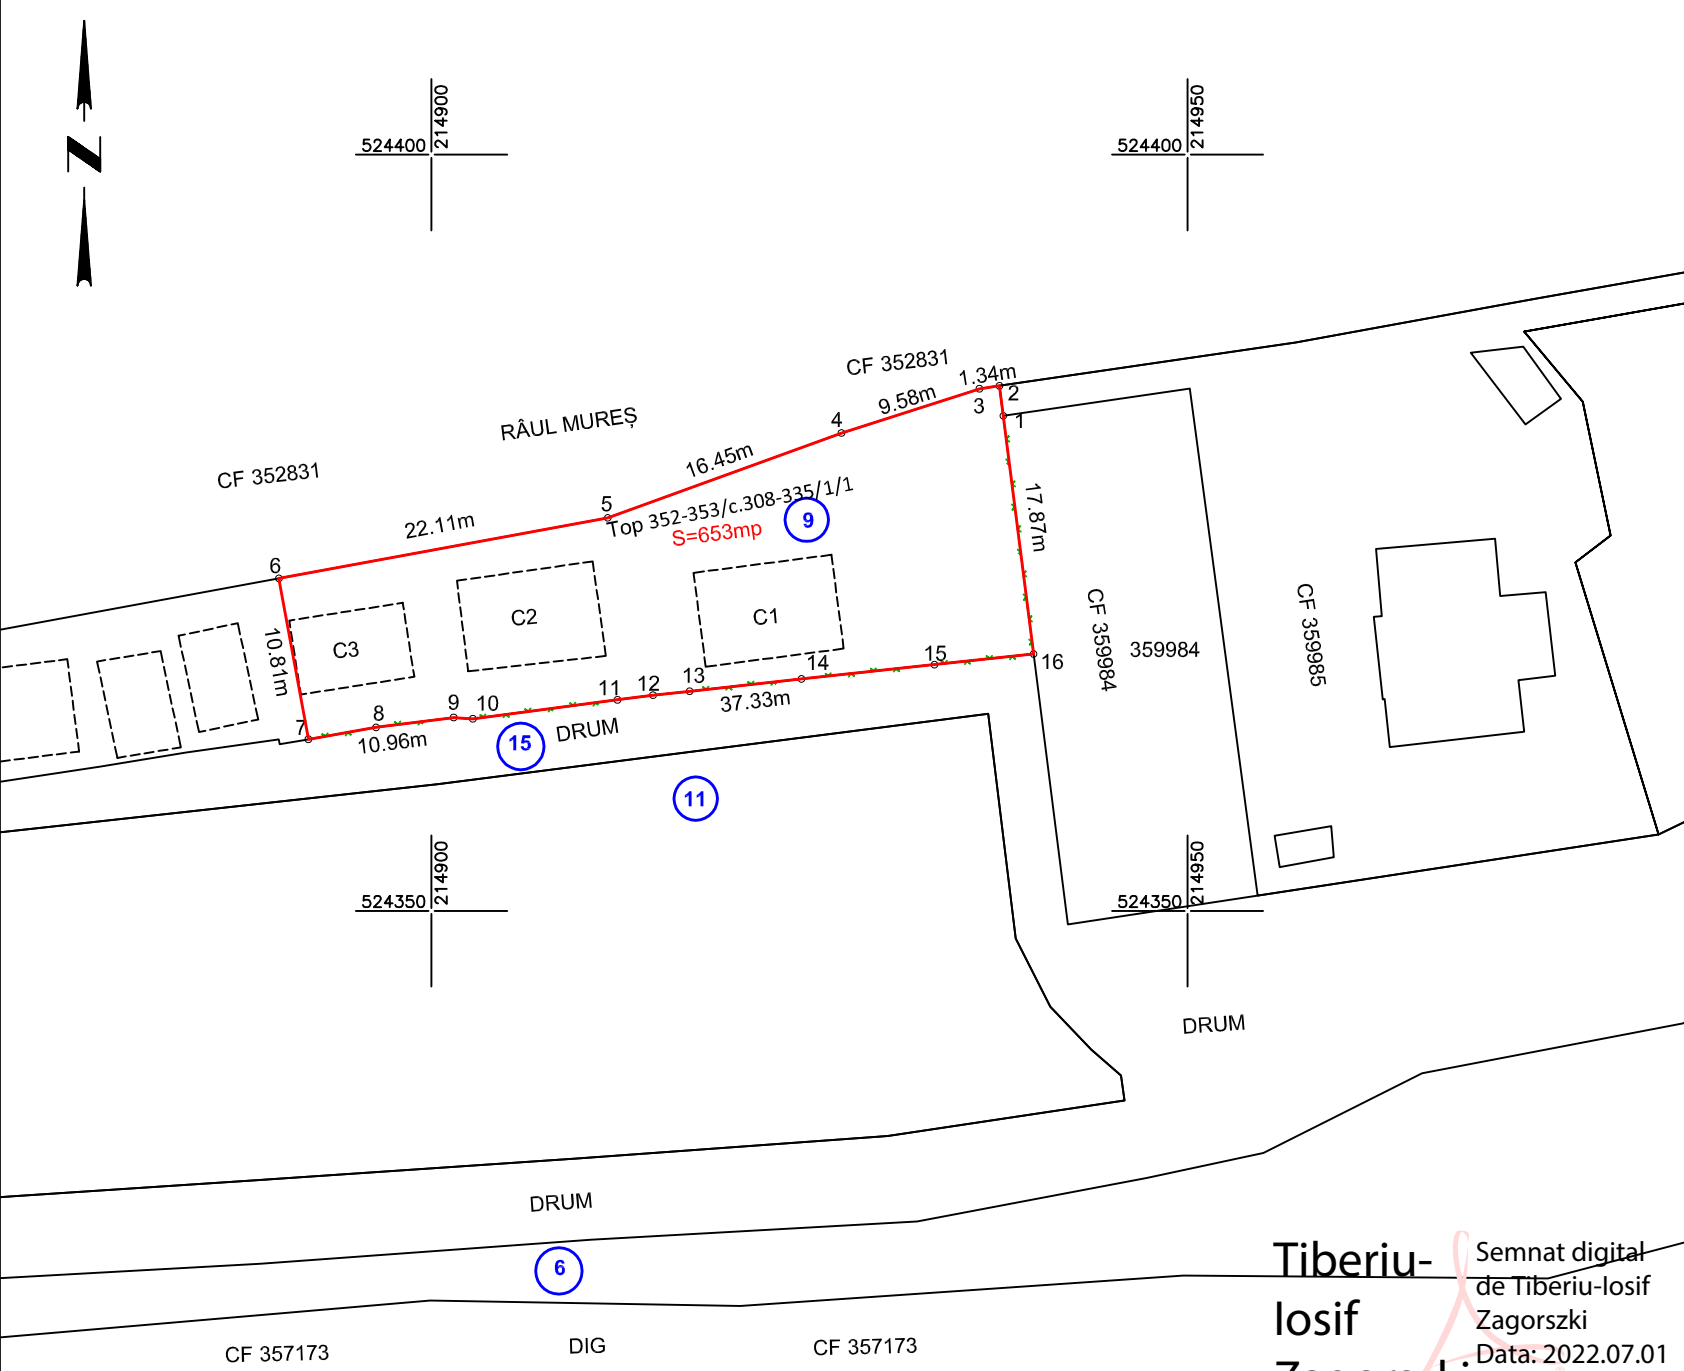 N
524400
214900
524400
214950
CF 352831
1.34m
2
3
1
9.58m
4
RÂUL MUREȘ
16.45m
CF 352831
5
22.11m
Top 352-353/c.308-335/1/1
9
S=653mp
17.87m
6
C3
C2
C1
10.81m
CF 359984
359984
CF 359985
7
8
9
10
11
12
13
14
15
16
10.96m
37.33m
15
DRUM
11
524350
214900
524350
214950
DRUM
DRUM
6
CF 357173
DIG
CF 357173
Tiberiu-
Iosif
Semnat digital
de Tiberiu-Iosif
Zagorszki
Data: 2022.07.01